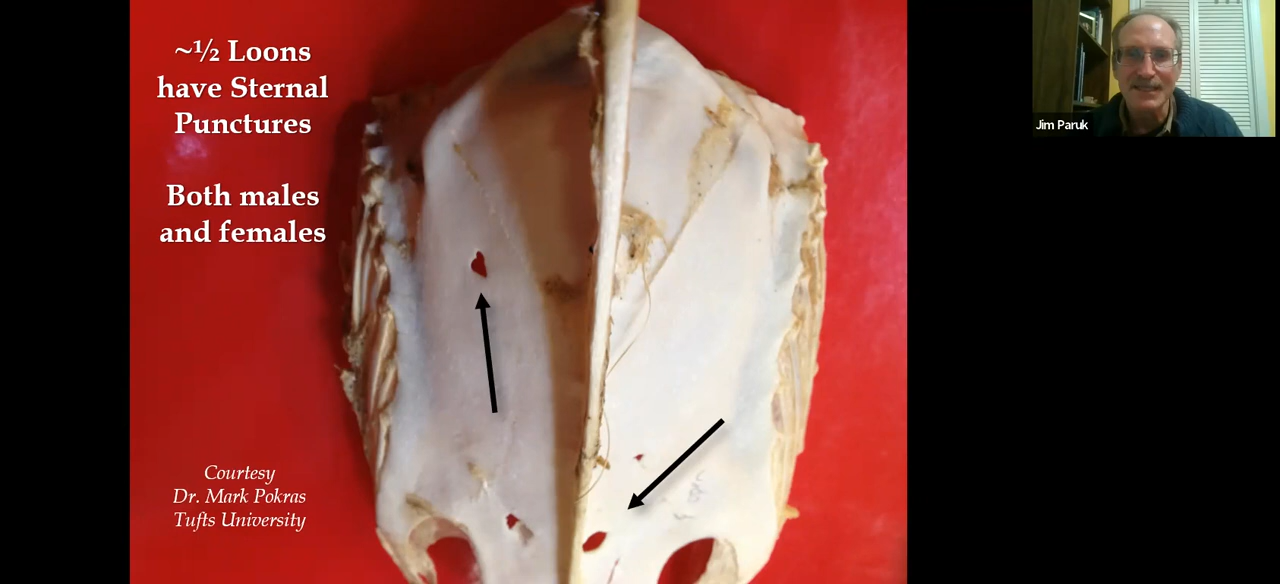 ~½ Loons
have Sternal
Punctures
Both males
and females
Courtesy
Dr. Mark Pokras
Tufts University
Jim Paruk